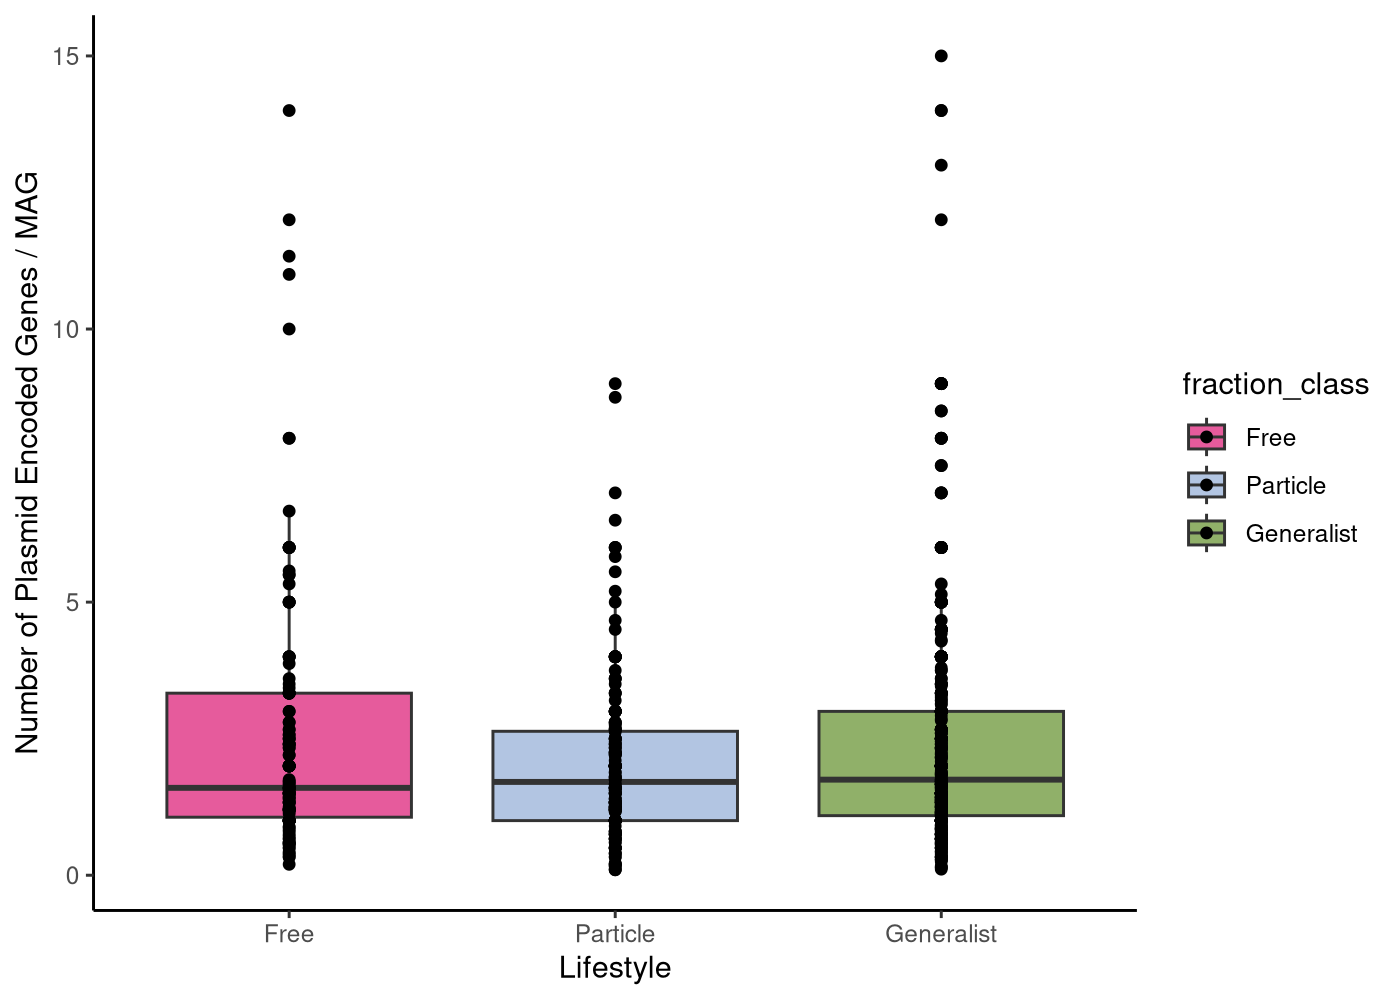 Number of Plasmid Encoded Genes / MAG
15
10
5
0
Free
Particle
Generalist
Lifestyle
fraction_class
Free
Particle
Generalist